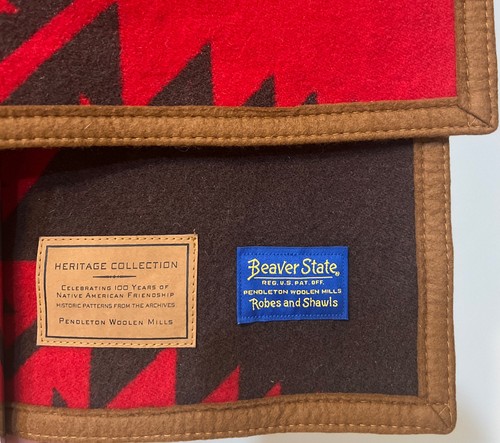 HERITAGE COLLECTION
CELEBRATING 100 YEARS OF
NATIVE AMERICAN FRIENDSHIP
HISTORIC PATTERNS FROM THE ARCHIVES
PENDLETON WOOLEN MILLS
Beaver State®
REG. U.S. PAT. OFF.
PENDLETON WOOLEN MILLS
Robes and Shawls